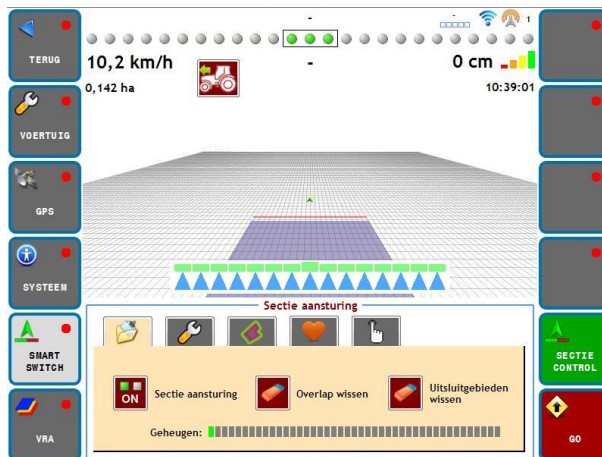 -
-
1
TERUG
10,2 km/h
-
0 cm
0,142 ha
10:39:01
VOERTUIG
GPS
SYSTEEM
Sectie aansturing
SMART
SWITCH
SECTIE
CONTROL
ON
Sectie aansturing
Overlap wissen
Uitsluitgebieden
wissen
Geheugen:
VRA
GO